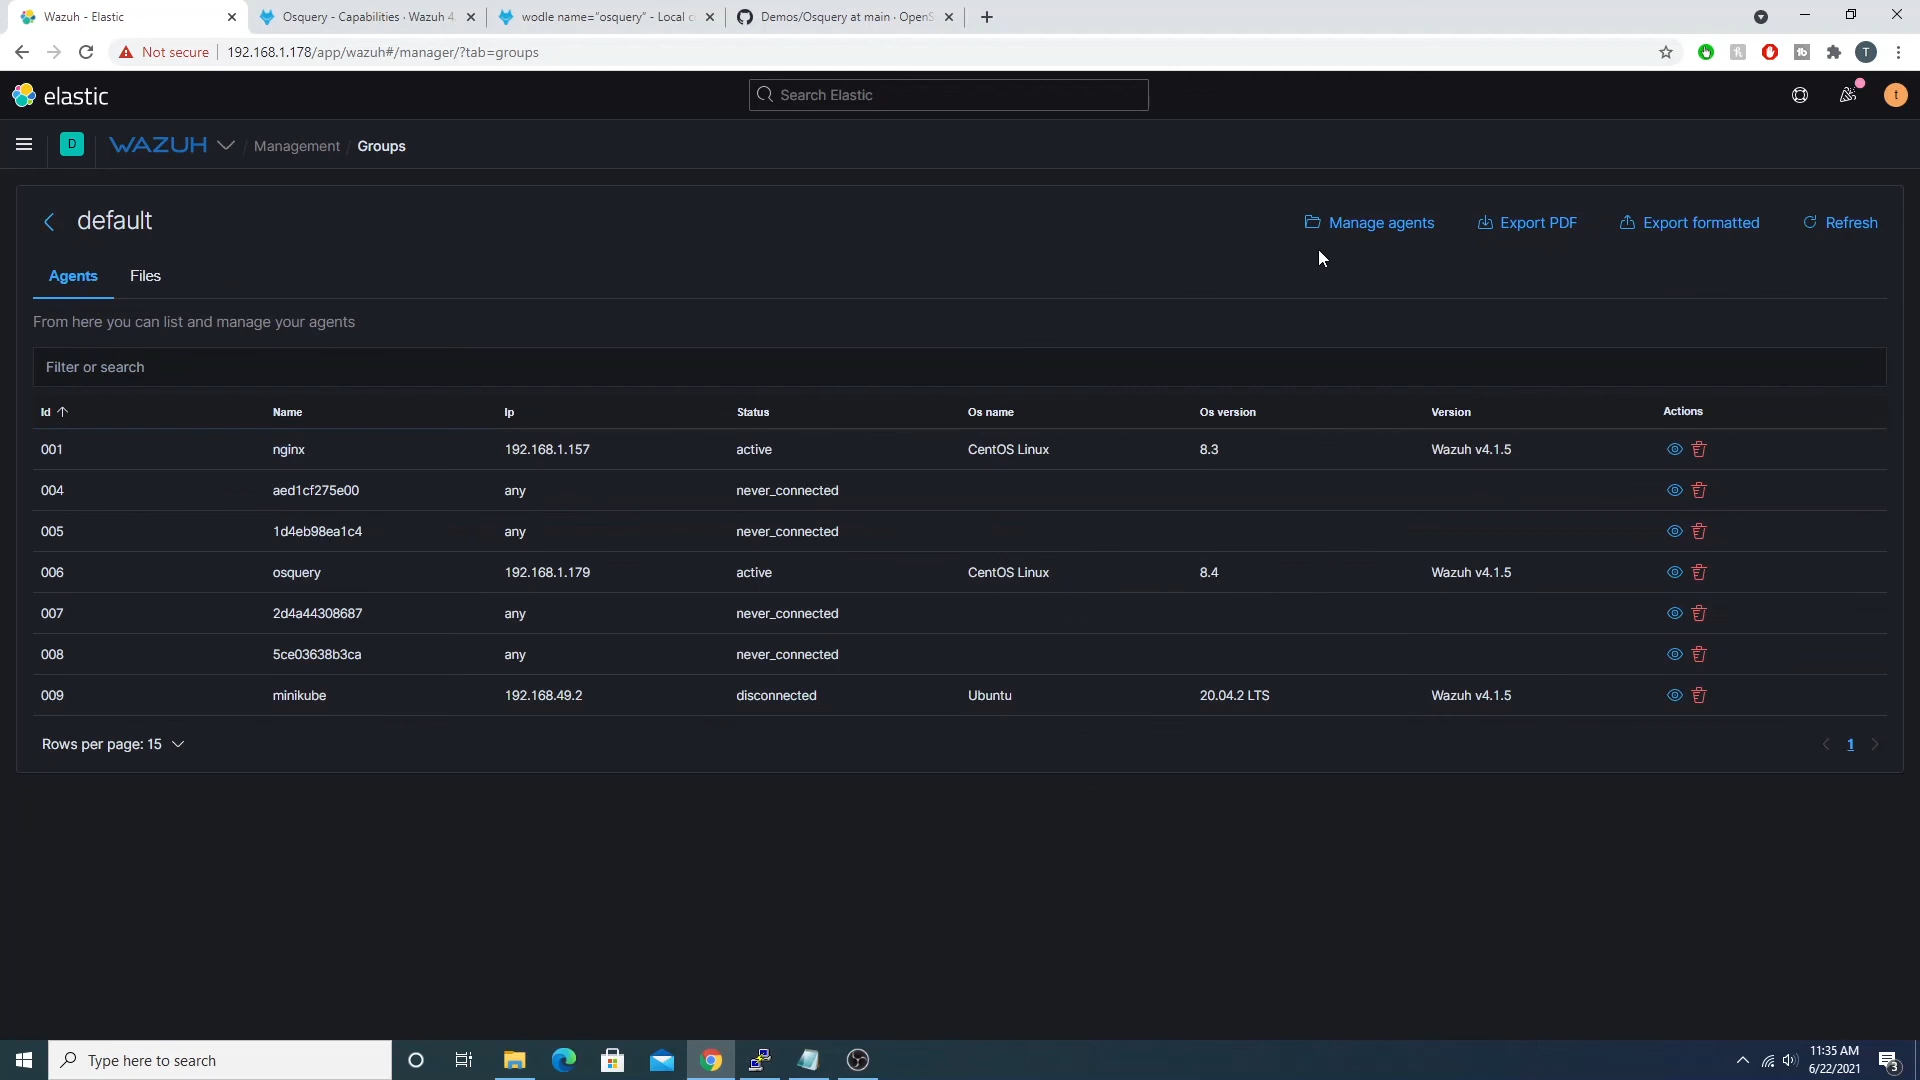 Wazuh - Elastic
Osquery - Capabilities · Wazuh 4.
wodle name="osquery" - Local c
Demos/Osquery at main · OpenS
Not secure
192.168.1.178/app/wazuh#/manager/?tab=groups
T
elastic
Search Elastic
t
D
WAZUH
/ Management / Groups
default
Manage agents
Export PDF
Export formatted
Refresh
Agents
Files
From here you can list and manage your agents
Filter or search
Id Name Ip Status Os name Os version Version Actions
001 nginx 192.168.1.157 active CentOS Linux 8.3 Wazuh v4.1.5
004 aed1cf275e00 any never_connected
005 1d4eb98ea1c4 any never_connected
006 osquery 192.168.1.179 active CentOS Linux 8.4 Wazuh v4.1.5
007 2d4a44308687 any never_connected
008 5ce03638b3ca any never_connected
009 minikube 192.168.49.2 disconnected Ubuntu 20.04.2 LTS Wazuh v4.1.5
Rows per page: 15
1
Type here to search
11:35 AM
6/22/2021
3